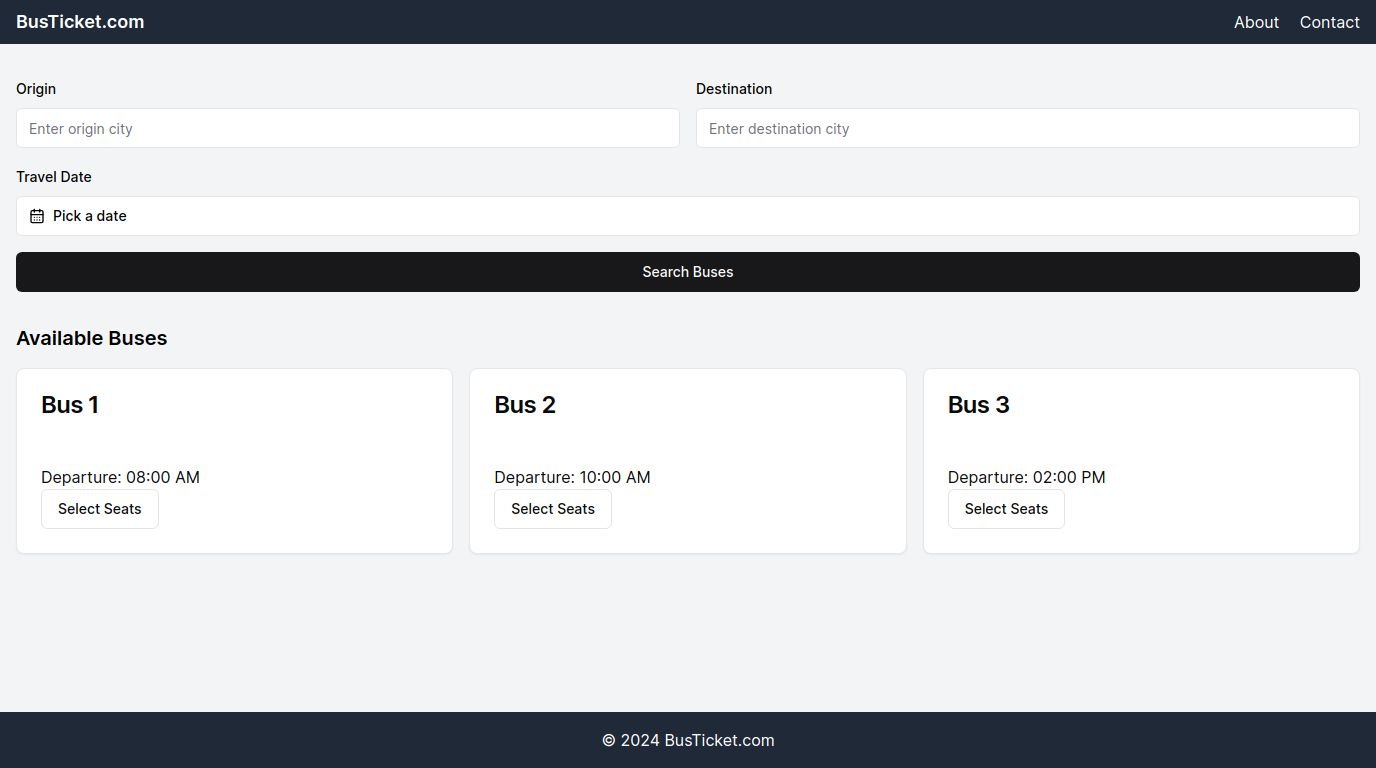 BusTicket.com
About Contact
Origin
Destination
Enter origin city
Enter destination city
Travel Date
Pick a date
Search Buses
Available Buses
Bus 1
Departure: 08:00 AM
Select Seats
Bus 2
Departure: 10:00 AM
Select Seats
Bus 3
Departure: 02:00 PM
Select Seats
© 2024 BusTicket.com